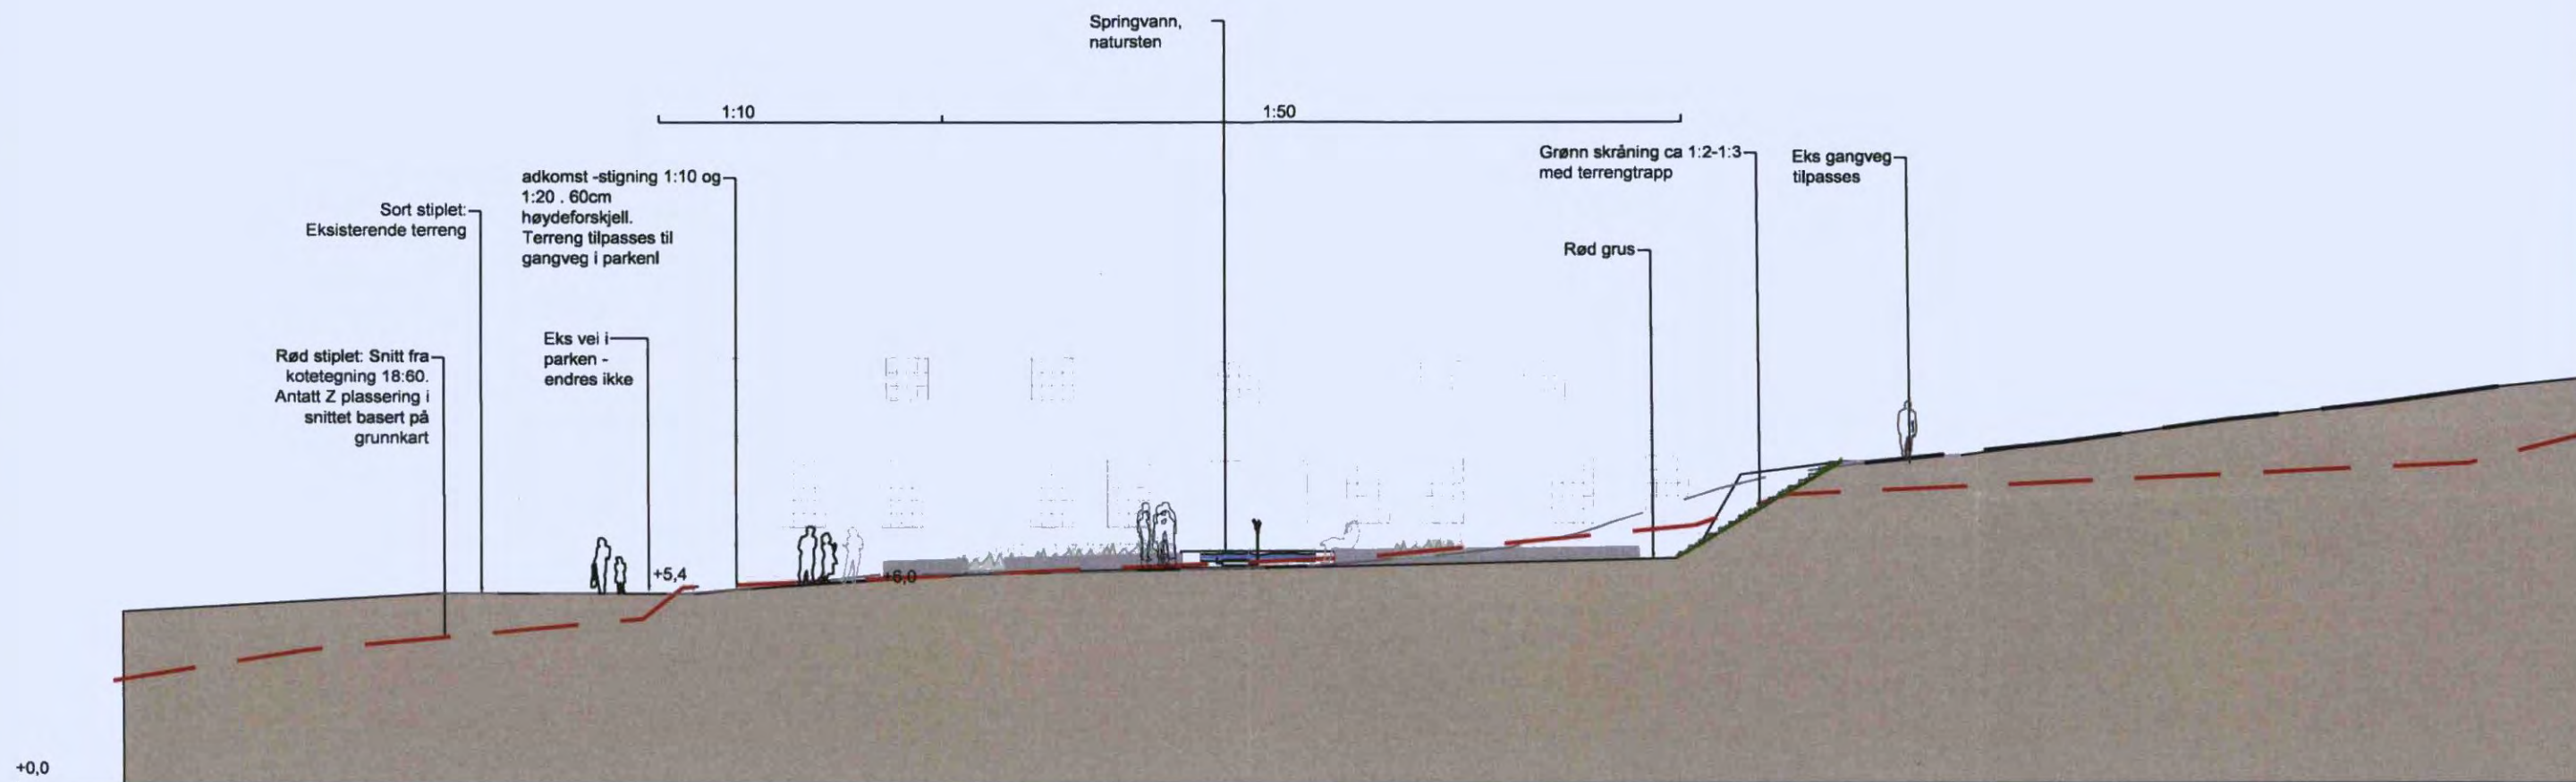 Springvann,
natursten
1:10
1:50
Grønn skråning ca 1:2-1:3
med terrengtrapp
Eks gangveg
tilpasses
adkomst -stigning 1:10 og
1:20 . 60cm
høydeforskjell.
Terreng tilpasses til
gangveg i parkenl
Sort stiplet:
Eksisterende terreng
Rød grus
Eks vei i
parken -
endres ikke
Rød stiplet: Snitt fra
kotetegning 18:60.
Antatt Z plassering i
snittet basert på
grunnkart
+5,4
+6,0
+0,0